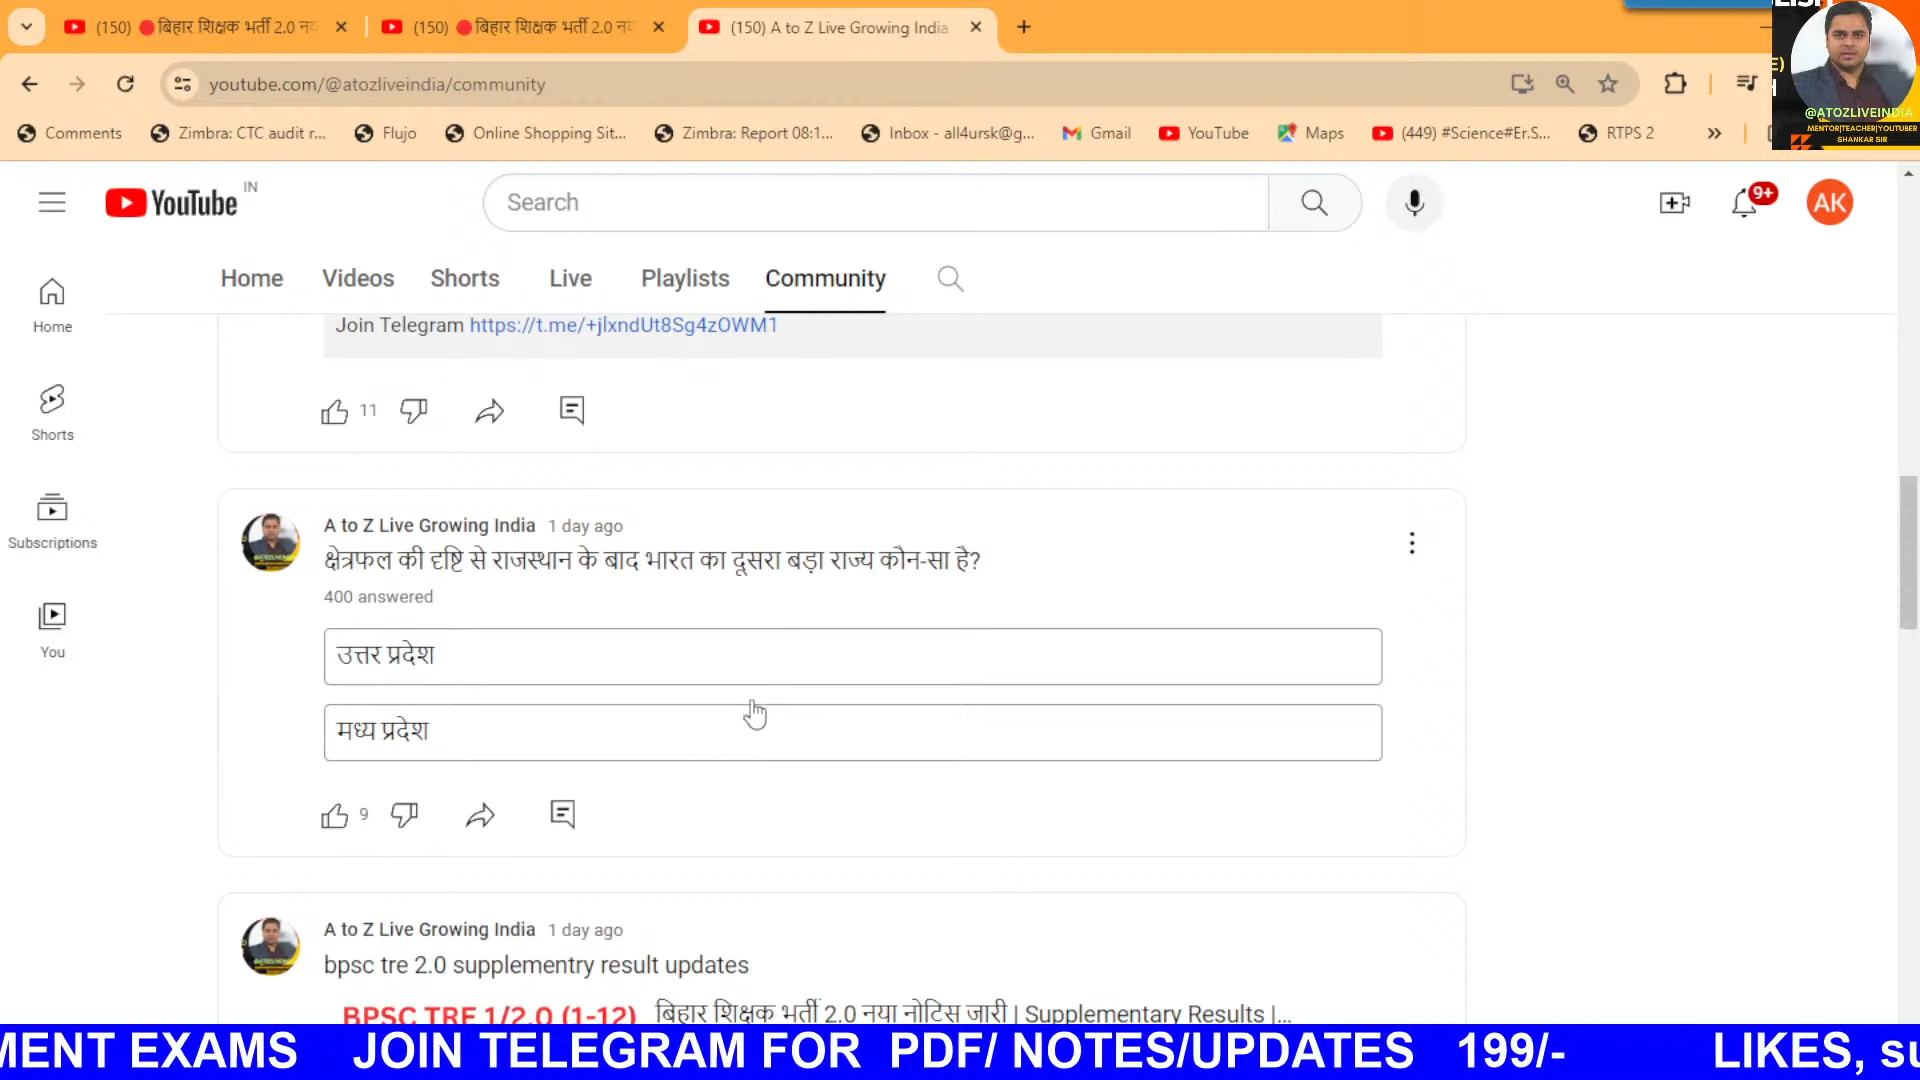 (150) 🔴बिहार शिक्षक भर्ती 2.0 नय
(150) 🔴बिहार शिक्षक भर्ती 2.0 नय
(150) A to Z Live Growing India
youtube.com/@atozliveindia/community
@ATOZLIVEINDIA
MENTOR|TEACHER|YOUTUBER
SHANKAR SIR
Comments
Zimbra: CTC audit r...
Flujo
Online Shopping Sit...
Zimbra: Report 08:1...
Inbox - all4ursk@g...
Gmail
YouTube
Maps
(449) #Science#Er.S...
RTPS 2
YouTube
IN
Search
9+
AK
Home
Videos
Shorts
Live
Playlists
Community
Home
Shorts
Subscriptions
You
Join Telegram https://t.me/+jlxndUt8Sg4zOWM1
11
A to Z Live Growing India 1 day ago
क्षेत्रफल की दृष्टि से राजस्थान के बाद भारत का दूसरा बड़ा राज्य कौन-सा है?
400 answered
उत्तर प्रदेश
मध्य प्रदेश
9
A to Z Live Growing India 1 day ago
bpsc tre 2.0 supplementry result updates
BPSC TRE 1/2.0 (1-12)
बिहार शिक्षक भर्ती 2.0 नया नोटिस जारी | Supplementary Results |...
MENT EXAMS JOIN TELEGRAM FOR PDF/ NOTES/UPDATES 199/- LIKES, su